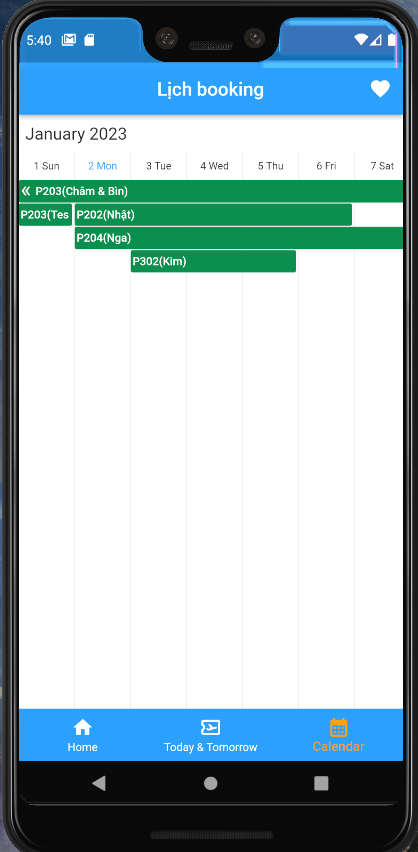 5:40
Lịch booking
January 2023
1 Sun 2 Mon 3 Tue 4 Wed 5 Thu 6 Fri 7 Sat
« P203(Châm & Bin)
P203(Tes P202(Nhật)
P204(Nga)
P302(Kim)
Home Today & Tomorrow Calendar